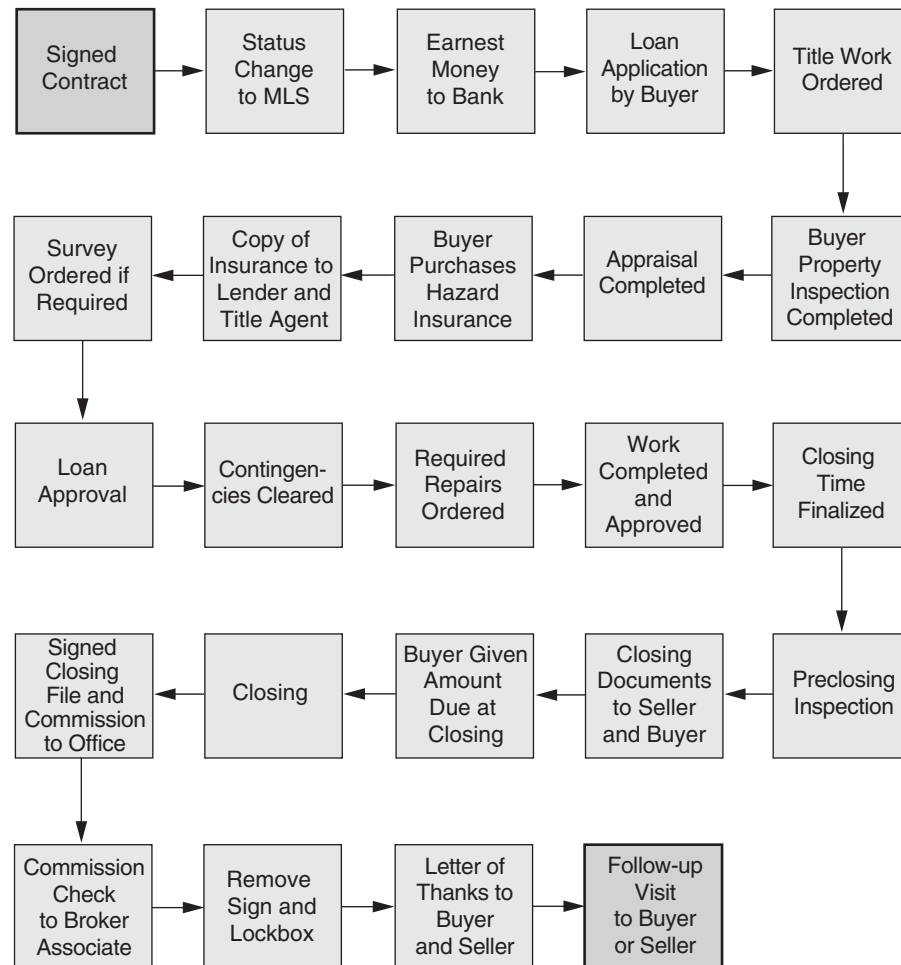 Signed
Contract
Status
Change
to MLS
Earnest
Money
to Bank
Loan
Application
by Buyer
Title Work
Ordered
Survey
Ordered if
Required
Copy of
Insurance to
Lender and
Title Agent
Buyer
Purchases
Hazard
Insurance
Appraisal
Completed
Buyer
Property
Inspection
Completed
Loan
Approval
Contingen-
cies Cleared
Required
Repairs
Ordered
Work
Completed
and
Approved
Closing
Time
Finalized
Signed
Closing
File and
Commission
to Office
Closing
Buyer Given
Amount
Due at
Closing
Closing
Documents
to Seller
and Buyer
Preclosing
Inspection
Commission
Check
to Broker
Associate
Remove
Sign and
Lockbox
Letter of
Thanks to
Buyer
and Seller
Follow-up
Visit
to Buyer
or Seller